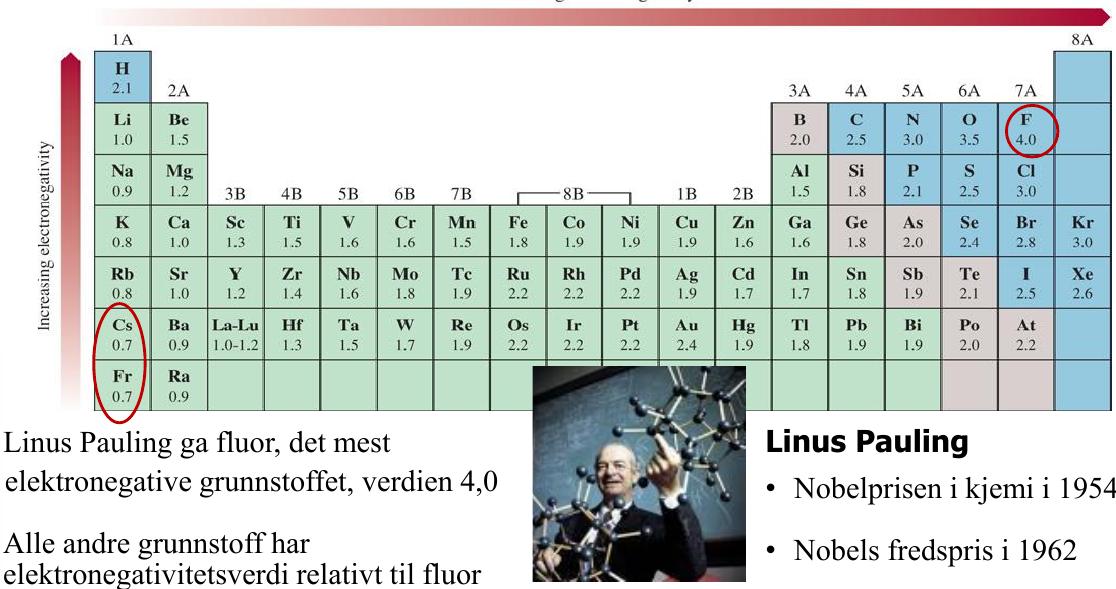 1A
8A
H
2.1
2A
3A 4A 5A 6A 7A
Li Be B C N O F
1.0 1.5 2.0 2.5 3.0 3.5 4.0
Na Mg Al Si P S Cl
0.9 1.2 3B 4B 5B 6B 7B 8B 1B 2B 1.5 1.8 2.1 2.5 3.0
K Ca Sc Ti V Cr Mn Fe Co Ni Cu Zn Ga Ge As Se Br Kr
0.8 1.0 1.3 1.5 1.6 1.6 1.5 1.8 1.9 1.9 1.9 1.6 1.6 1.8 2.0 2.4 2.8 3.0
Rb Sr Y Zr Nb Mo Tc Ru Rh Pd Ag Cd In Sn Sb Te I Xe
0.8 1.0 1.2 1.4 1.6 1.8 1.9 2.2 2.2 2.2 1.9 1.7 1.7 1.8 1.9 2.1 2.5 2.6
Cs Ba La-Lu Hf Ta W Re Os Ir Pt Au Hg Tl Pb Bi Po At
0.7 0.9 1.0-1.2 1.3 1.5 1.7 1.9 2.2 2.2 2.2 2.4 1.9 1.8 1.9 1.9 2.0 2.2
Fr Ra
0.7 0.9
Increasing electronegativity
Linus Pauling ga fluor, det mest
elektronegative grunnstoffet, verdien 4,0
Alle andre grunnstoff har
elektronegativitetsverdi relativt til fluor
Linus Pauling
• Nobelprisen i kjemi i 1954
• Nobels fredspris i 1962